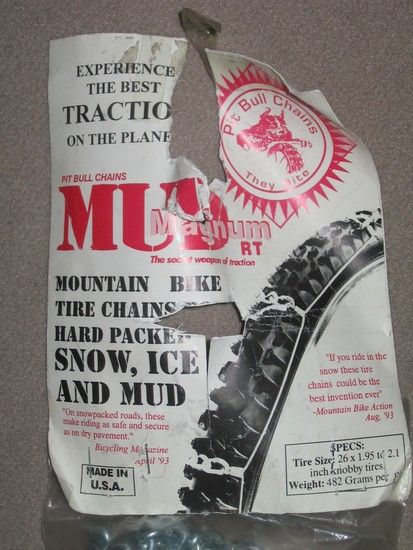 EXPERIENCE
THE BEST
TRACTIO
ON THE PLANE
Pit Bull Chains
They Bite
PIT BULL CHAINS
MUD
Magnum
RT
The secret weapon of traction
MOUNTAIN BIKE
TIRE CHAINS
HARD PACKE
SNOW, ICE
AND MUD
"On snowpacked roads, these
make riding as safe and secure
as on dry pavement."
Bicycling Magazine
April '93
MADE IN
U.S.A.
"If you ride in the
snow these tire
chains could be the
best invention ever"
-Mountain Bike Action
Aug, '93
SPECS:
Tire Size: 26 x 1.95 to 2.1
inch knobby tires
Weight: 482 Grams per